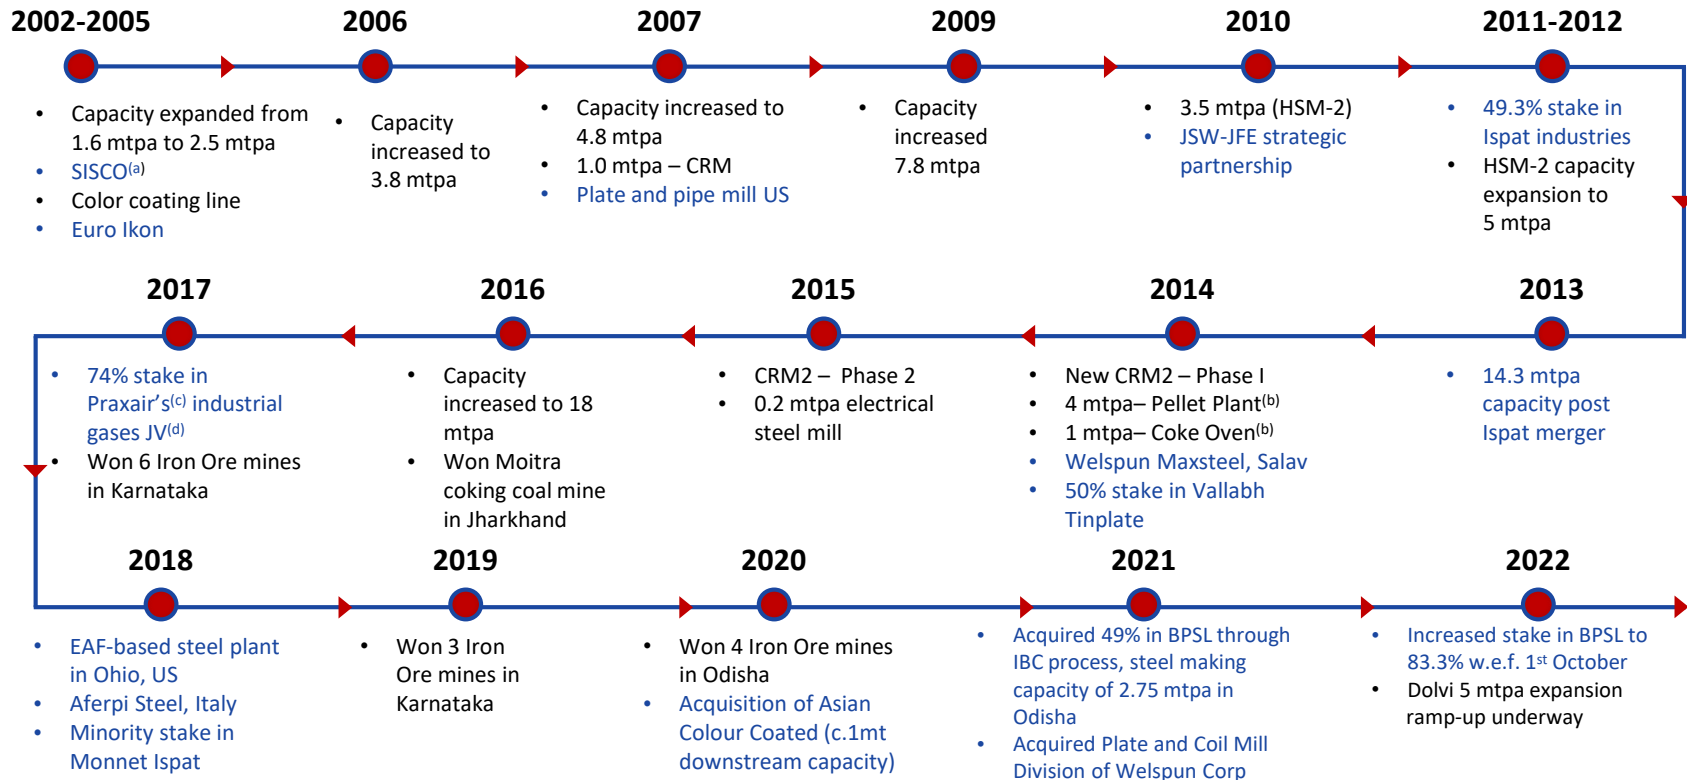 2002-2005
• Capacity expanded from
1.6 mtpa to 2.5 mtpa
• SISCO(a)
• Color coating line
• Euro Ikon
2006
• Capacity
increased to
3.8 mtpa
2007
• Capacity increased to
4.8 mtpa
• 1.0 mtpa – CRM
• Plate and pipe mill US
2009
• Capacity
increased
7.8 mtpa
2010
• 3.5 mtpa (HSM-2)
• JSW-JFE strategic
partnership
2011-2012
• 49.3% stake in
Ispat industries
• HSM-2 capacity
expansion to
5 mtpa
2013
• 14.3 mtpa
capacity post
Ispat merger
2014
• New CRM2 – Phase I
• 4 mtpa– Pellet Plant(b)
• 1 mtpa– Coke Oven(b)
• Welspun Maxsteel, Salav
• 50% stake in Vallabh
Tinplate
2015
• CRM2 – Phase 2
• 0.2 mtpa electrical
steel mill
2016
• Capacity
increased to 18
mtpa
• Won Moitra
coking coal mine
in Jharkhand
2017
• 74% stake in
Praxair’s(c) industrial
gases JV(d)
• Won 6 Iron Ore mines
in Karnataka
2018
• EAF-based steel plant
in Ohio, US
• Aferpi Steel, Italy
• Minority stake in
Monnet Ispat
2019
• Won 3 Iron
Ore mines in
Karnataka
2020
• Won 4 Iron Ore mines
in Odisha
• Acquisition of Asian
Colour Coated (c.1mt
downstream capacity)
2021
• Acquired 49% in BPSL through
IBC process, steel making
capacity of 2.75 mtpa in
Odisha
• Acquired Plate and Coil Mill
Division of Welspun Corp
2022
• Increased stake in BPSL to
83.3% w.e.f. 1st October
• Dolvi 5 mtpa expansion
ramp-up underway